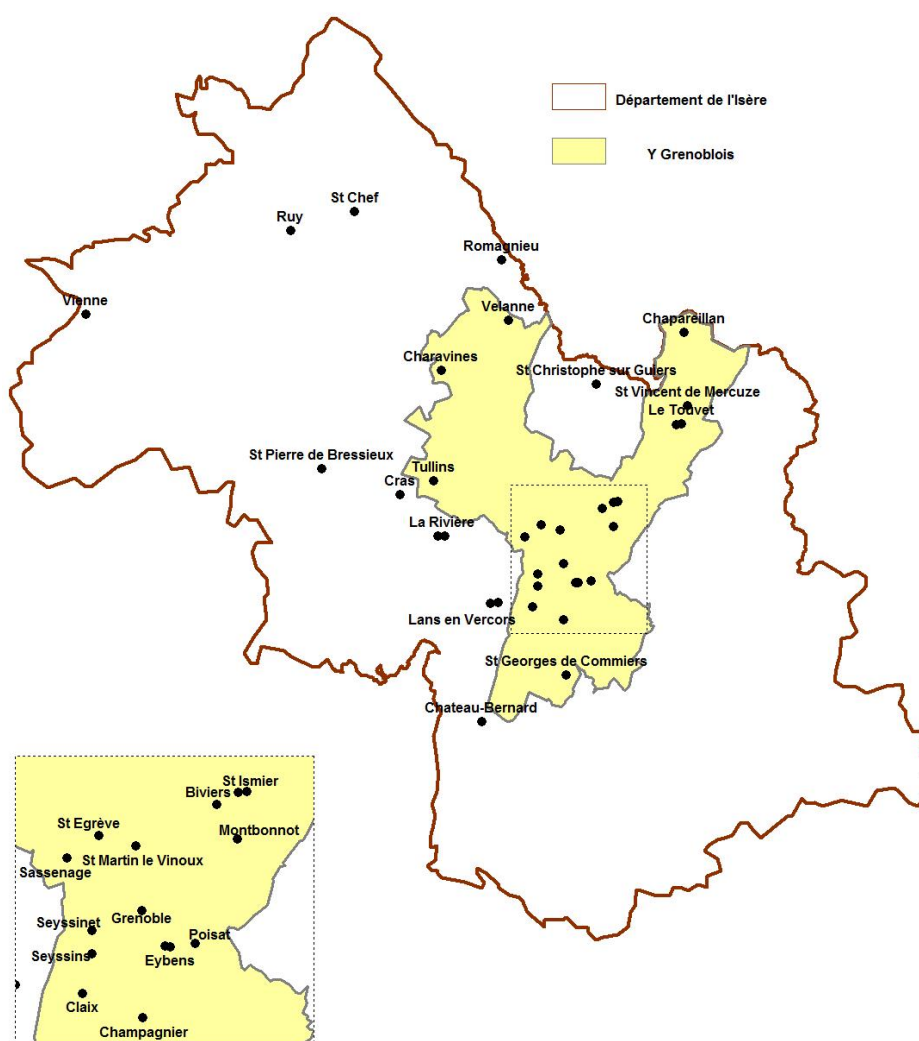 Département de l'Isère
Y Grenoblois
St Chef
Ruy
Romagnieu
Vienne
Velanne
Chapareillan
Charavines
St Christophe sur Guiers
St Vincent de Mercuze
Le Touvet
St Pierre de Bressieux
Tullins
Cras
La Rivière
Lans en Vercors
St Georges de Commiers
Chateau-Bernard
St Ismier
Biviers
St Egrève
Montbonnot
St Martin le Vinoux
Sassenage
Grenoble
Seyssinet
Poisat
Seyssins
Eybens
Claix
Champagnier